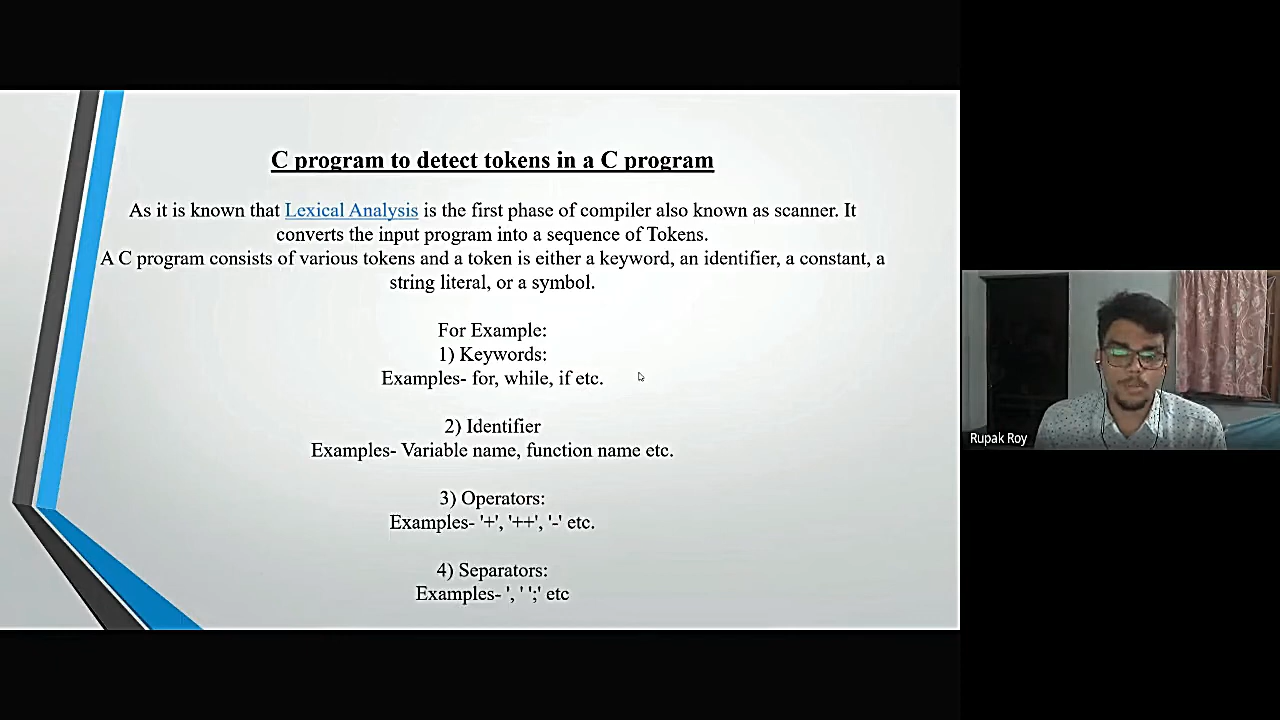 C program to detect tokens in a C program
As it is known that Lexical Analysis is the first phase of compiler also known as scanner. It
converts the input program into a sequence of Tokens.
A C program consists of various tokens and a token is either a keyword, an identifier, a constant, a
string literal, or a symbol.
For Example:
1) Keywords:
Examples- for, while, if etc.
2) Identifier
Examples- Variable name, function name etc.
3) Operators:
Examples- '+', '++', '-' etc.
4) Separators:
Examples- ', ' ';' etc
Rupak Roy